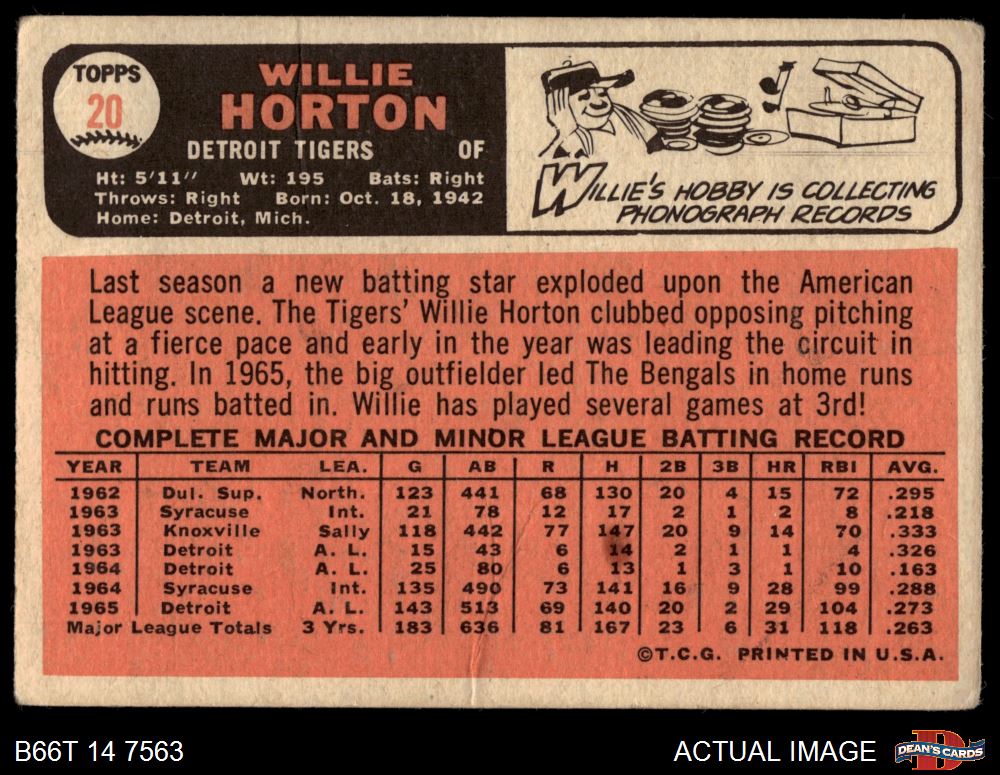 TOPPS
20
WILLIE
HORTON
DETROIT TIGERS OF
Ht: 5'11" Wt: 195 Bats: Right
Throws: Right Born: Oct. 18, 1942
Home: Detroit, Mich.
WILLIE'S HOBBY IS COLLECTING
PHONOGRAPH RECORDS
Last season a new batting star exploded upon the American
League scene. The Tigers' Willie Horton clubbed opposing pitching
at a fierce pace and early in the year was leading the circuit in
hitting. In 1965, the big outfielder led The Bengals in home runs
and runs batted in. Willie has played several games at 3rd!
COMPLETE MAJOR AND MINOR LEAGUE BATTING RECORD
YEAR TEAM LEA. G AB R H 2B 3B HR RBI AVG.
1962 Dul. Sup. North. 123 441 68 130 20 4 15 72 .295
1963 Syracuse Int. 21 78 12 17 2 1 2 8 .218
1963 Knoxville Sally 118 442 77 147 20 9 14 70 .333
1963 Detroit A. L. 15 43 6 14 2 1 1 4 .326
1964 Detroit A. L. 25 80 6 13 1 3 1 10 .163
1964 Syracuse Int. 135 490 73 141 16 9 28 99 .288
1965 Detroit A. L. 143 513 69 140 20 2 29 104 .273
Major League Totals 3 Yrs. 183 636 81 167 23 6 31 118 .263
©T.C.G. PRINTED IN U.S.A.
B66T 14 7563
ACTUAL IMAGE
D
DEAN'S CARDS